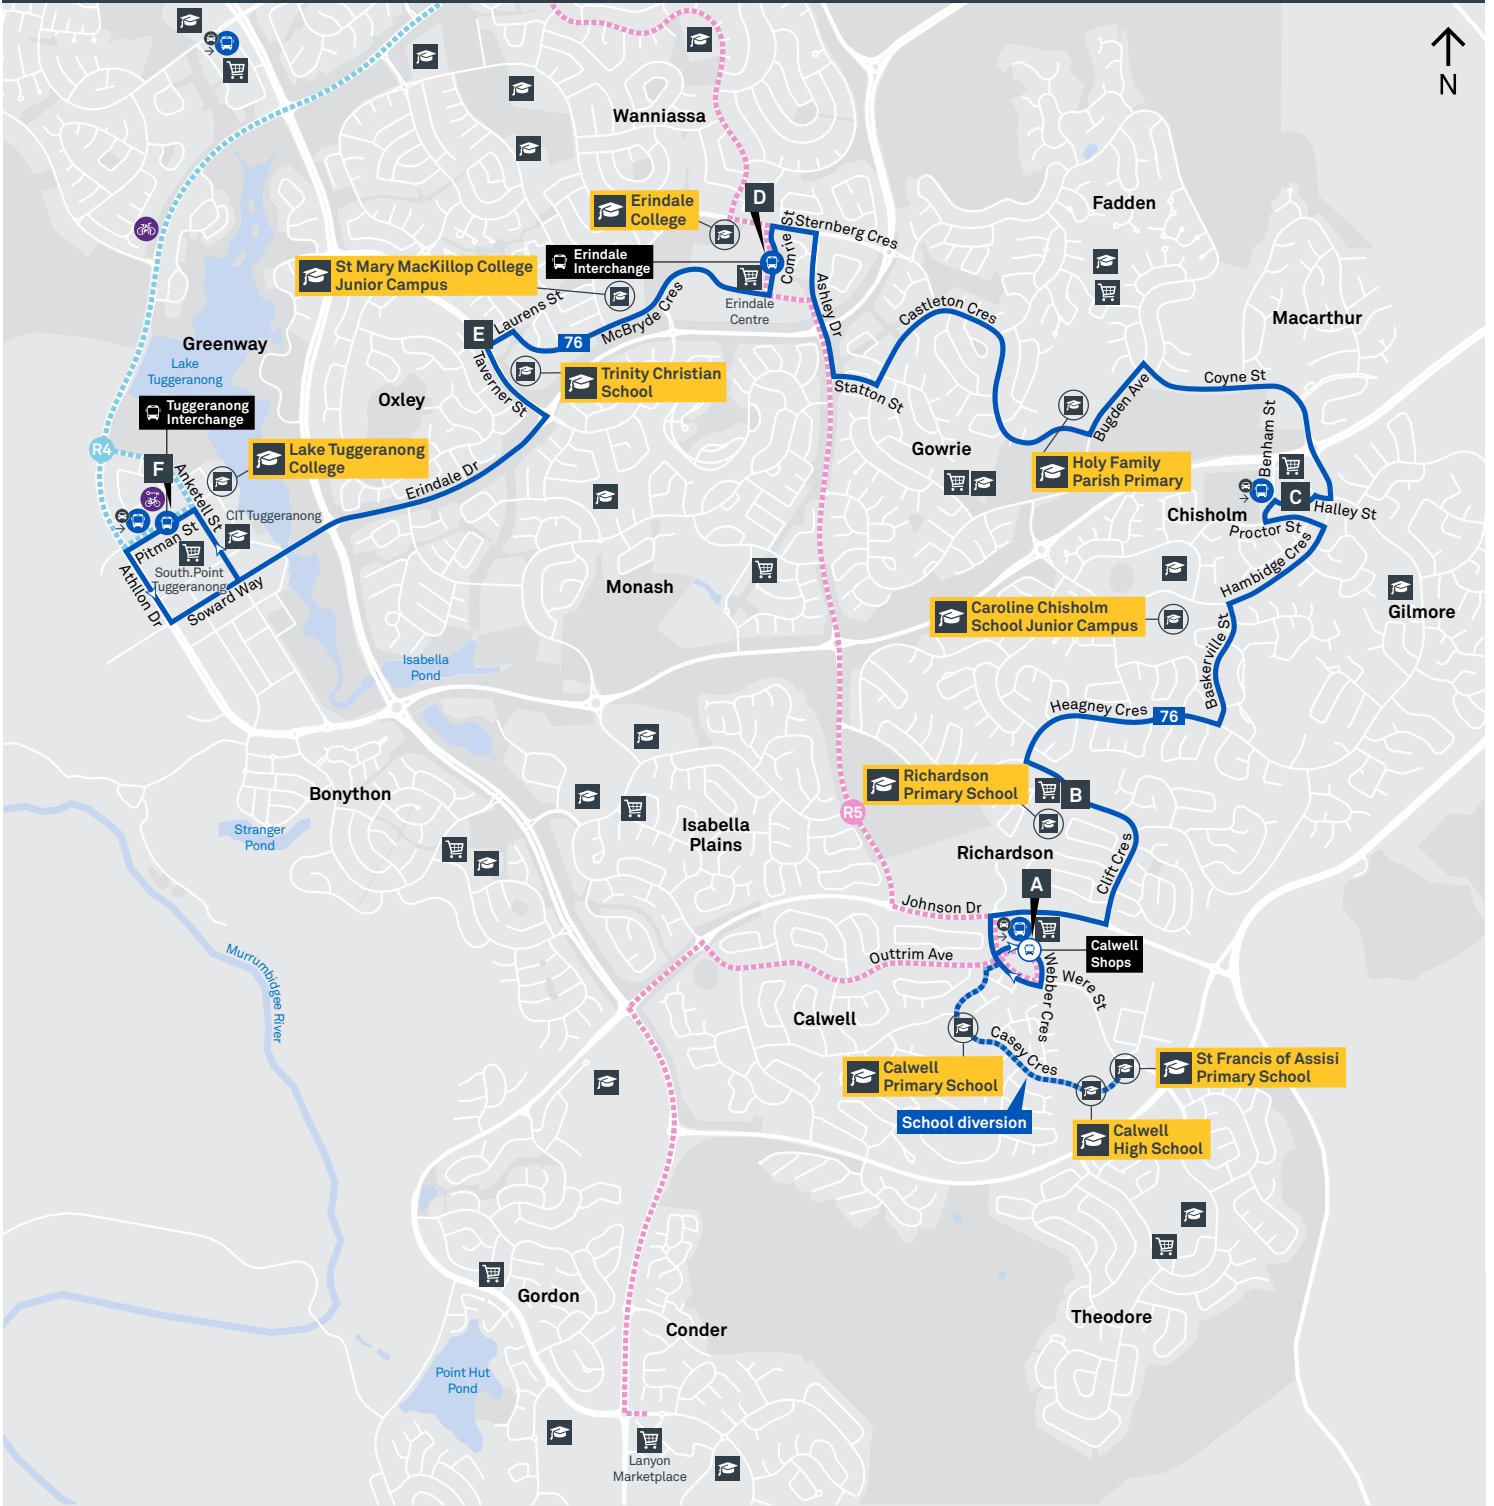 N
Wanniassa
D
Erindale
College
Fadden
Comrie St
Sternberg Cres
Erindale
Interchange
St Mary MacKillop College
Junior Campus
Ashley Dr
Erindale
Centre
Castleton Cres
Macarthur
Laurens St
E
76
McBryde Cres
Greenway
Lake
Tuggeranong
Trinity Christian
School
Taverner St
Statton St
Coyne St
Bugden Ave
Oxley
Tuggeranong
Interchange
Benham St
R4
Lake Tuggeranong
College
Gowrie
Holy Family
Parish Primary
F
Anketell St
Erindale Dr
C
Halley St
Chisholm
Proctor St
CIT Tuggeranong
Pitman St
South.Point
Tuggeranong
Athllon Dr
Soward Way
Monash
Hambidge Cres
Caroline Chisholm
School Junior Campus
Gilmore
Baskerville St
Isabella
Pond
Heagney Cres
76
Richardson
Primary School
B
Bonython
R5
Stranger
Pond
Isabella
Plains
Richardson
Clift Cres
A
Johnson Dr
Calwell
Shops
Outtrim Ave
Webber Cres
Were St
Murrumbidgee River
Calwell
Casey Cres
Calwell
Primary School
St Francis of Assisi
Primary School
School diversion
Calwell
High School
Gordon
Conder
Theodore
Point Hut
Pond
Lanyon
Marketplace